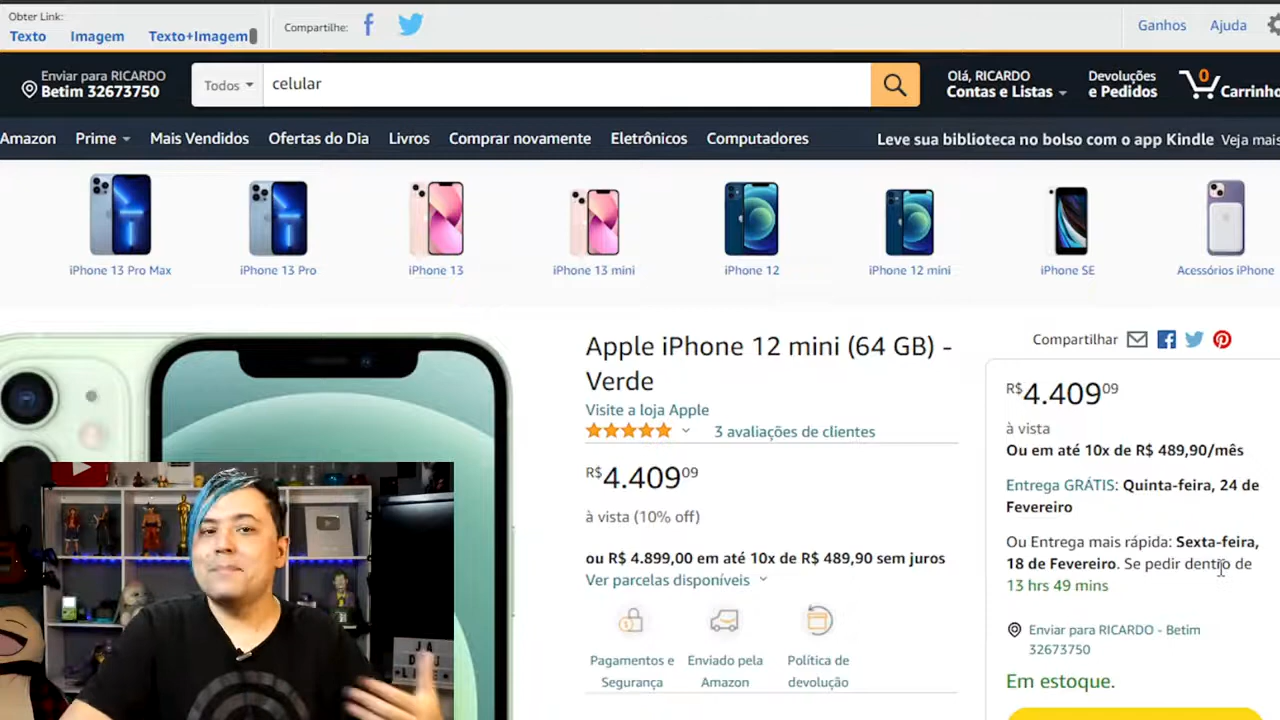 Obter Link:
Texto Imagem Texto+Imagem
Compartilhe:
Ganhos Ajuda
Enviar para RICARDO
Betim 32673750
Todos
celular
Olá, RICARDO
Contas e Listas
Devoluções
e Pedidos
0
Carrinho
Amazon Prime Mais Vendidos Ofertas do Dia Livros Comprar novamente Eletrônicos Computadores
Leve sua biblioteca no bolso com o app Kindle Veja mais
iPhone 13 Pro Max
iPhone 13 Pro
iPhone 13
iPhone 13 mini
iPhone 12
iPhone 12 mini
iPhone SE
Acessórios iPhone
Apple iPhone 12 mini (64 GB) -
Verde
Visite a loja Apple
3 avaliações de clientes
R$ 4.409 09
à vista (10% off)
ou R$ 4.899,00 em até 10x de R$ 489,90 sem juros
Ver parcelas disponíveis
Pagamentos e
Segurança
Enviado pela
Amazon
Política de
devolução
Compartilhar
R$ 4.409 09
à vista
Ou em até 10x de R$ 489,90/mês
Entrega GRÁTIS: Quinta-feira, 24 de
Fevereiro
Ou Entrega mais rápida: Sexta-feira,
18 de Fevereiro. Se pedir dentro de
13 hrs 49 mins
Enviar para RICARDO - Betim
32673750
Em estoque.